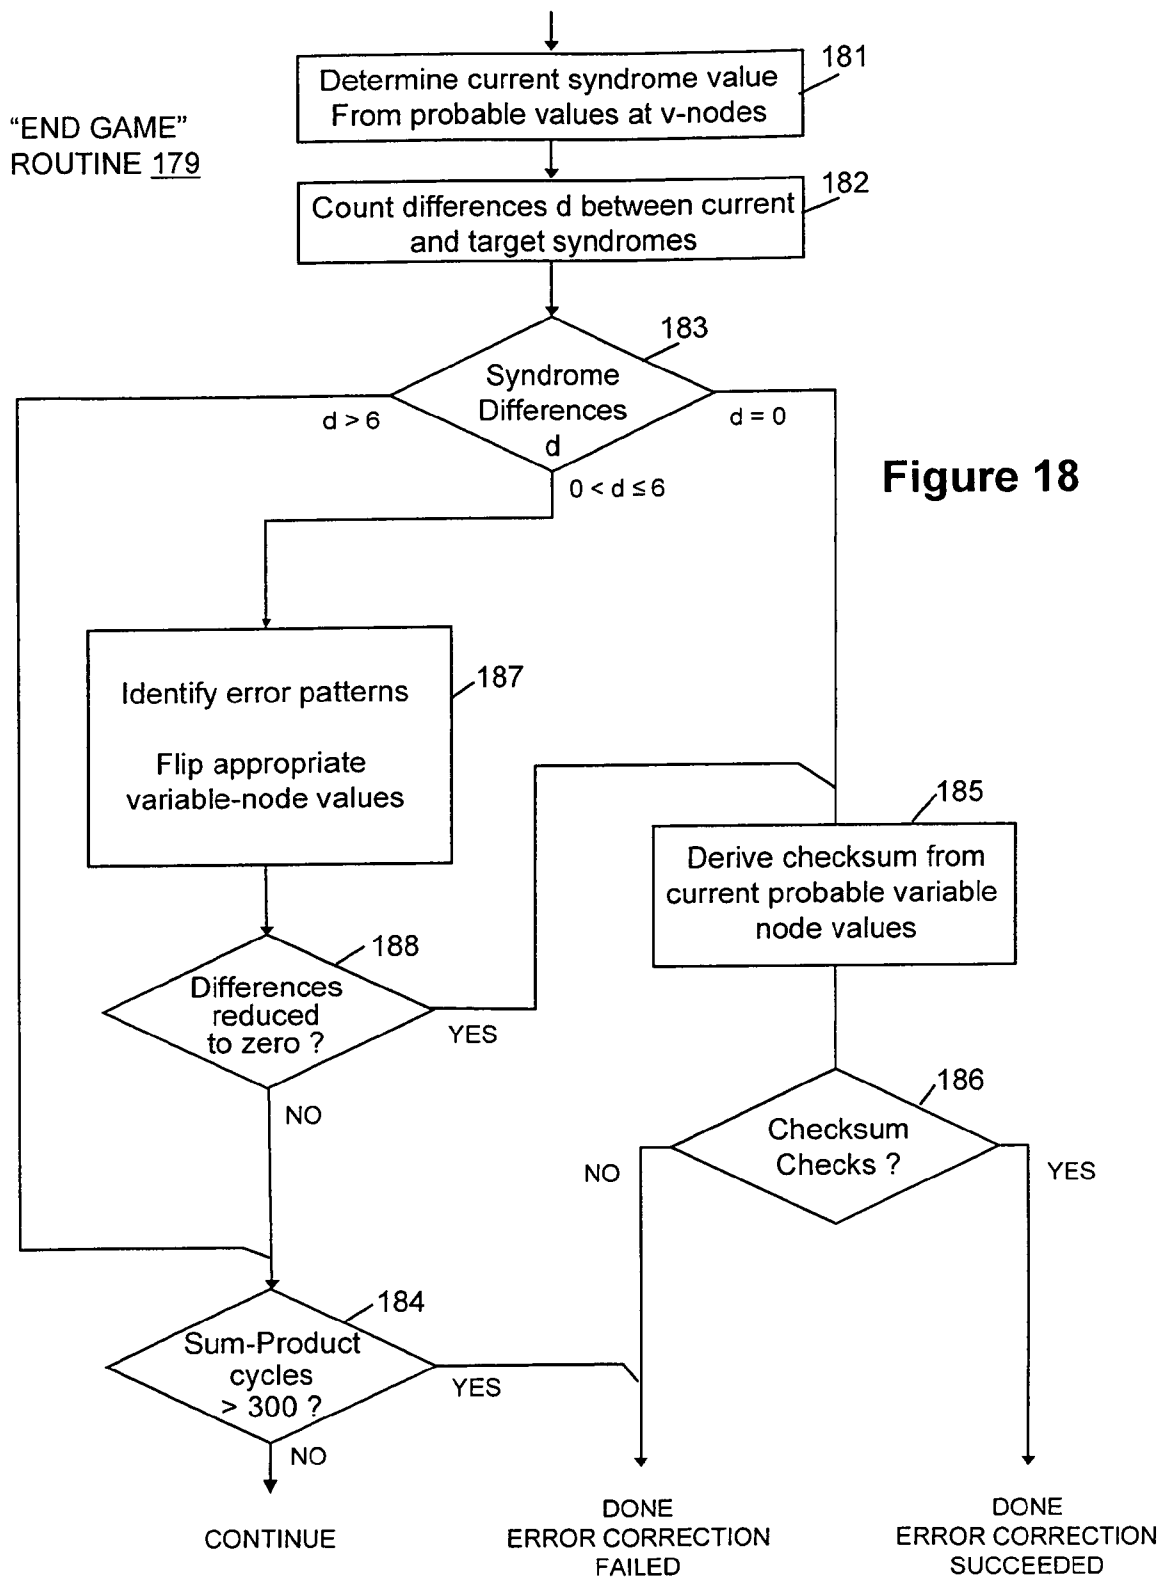 181
Determine current syndrome value
From probable values at v-nodes
"END GAME"
ROUTINE 179
182
Count differences d between current
and target syndromes
183
Syndrome
Differences
d
d > 6
d = 0
0 < d ≤ 6
Figure 18
187
Identify error patterns
Flip appropriate
variable-node values
185
Derive checksum from
current probable variable
node values
188
Differences
reduced
to zero ?
YES
NO
186
Checksum
Checks ?
NO
YES
184
Sum-Product
cycles
> 300 ?
YES
NO
CONTINUE
DONE
ERROR CORRECTION
FAILED
DONE
ERROR CORRECTION
SUCCEEDED